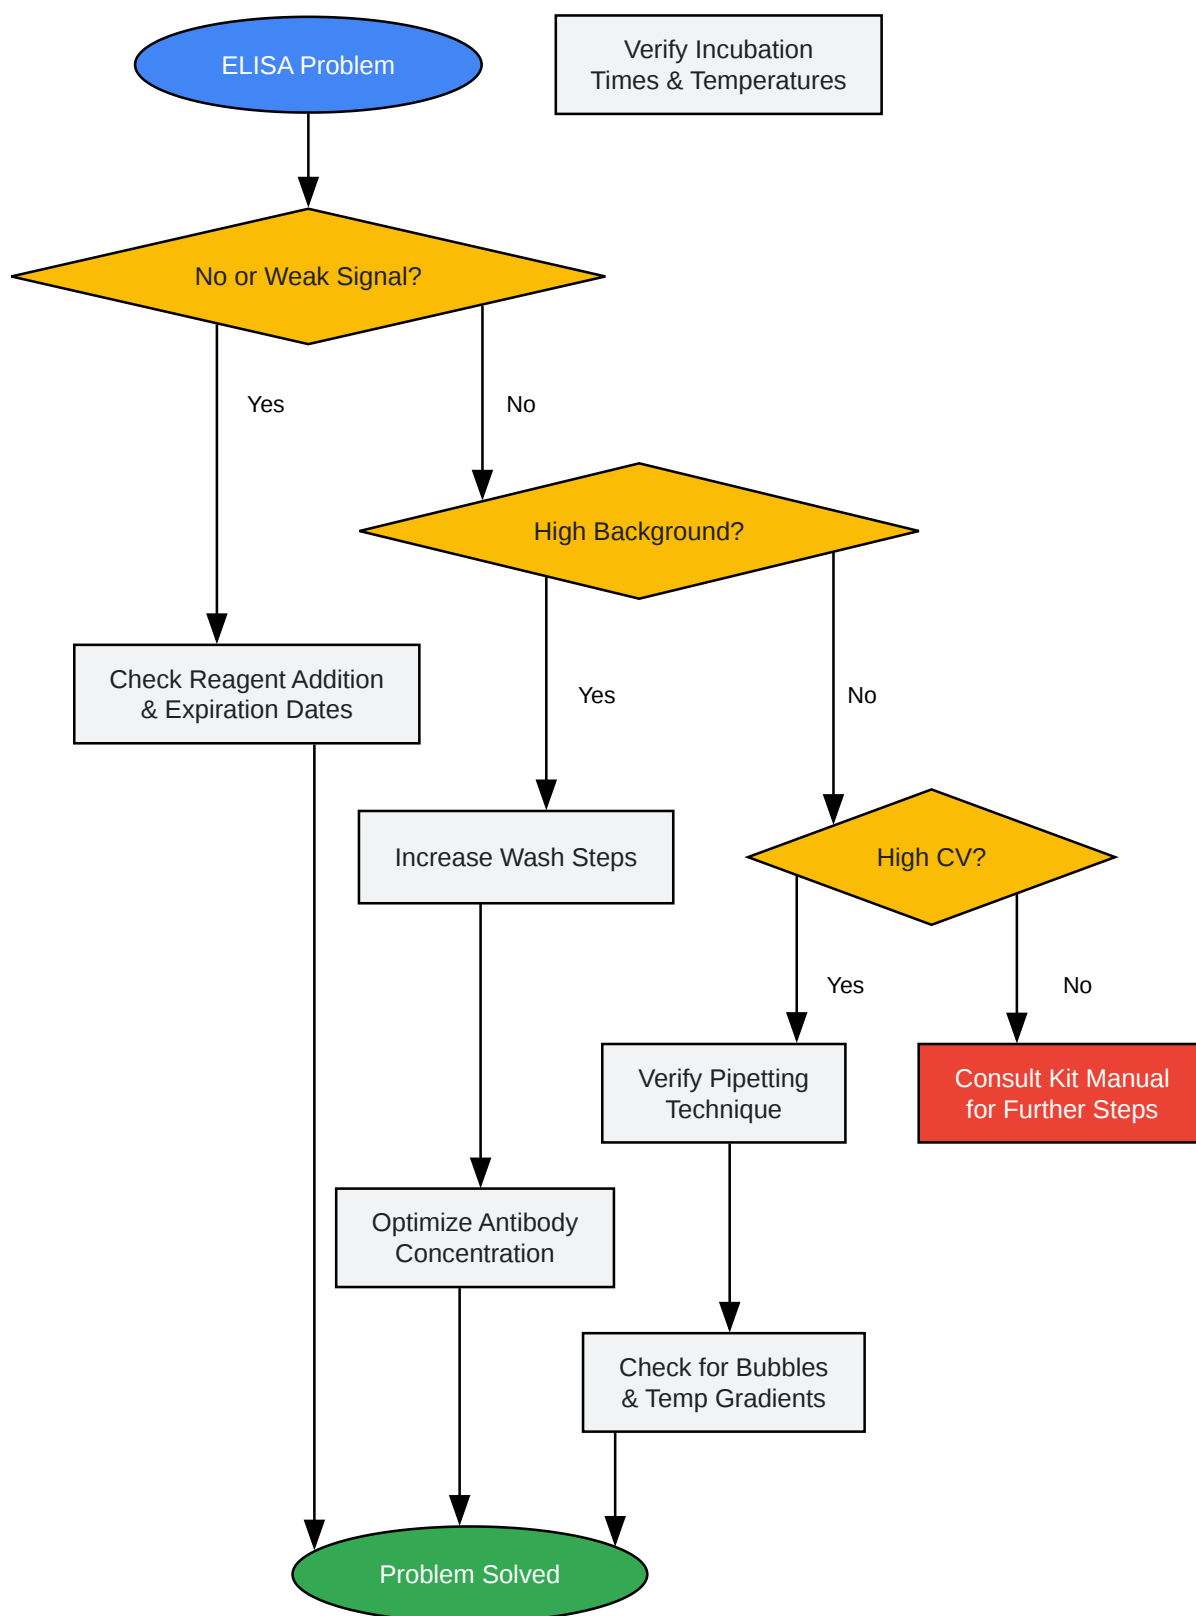 ELISA Problem
Verify Incubation
Times & Temperatures
No or Weak Signal?
Yes
No
High Background?
Check Reagent Addition
& Expiration Dates
Yes
No
Increase Wash Steps
High CV?
Yes
No
Verify Pipetting
Technique
Consult Kit Manual
for Further Steps
Optimize Antibody
Concentration
Check for Bubbles
& Temp Gradients
Problem Solved